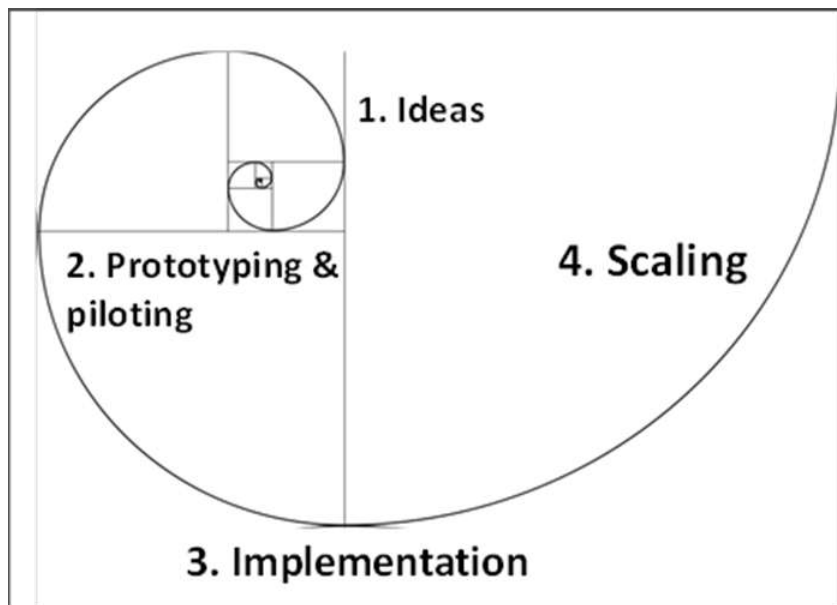 1. Ideas
2. Prototyping &
piloting
4. Scaling
3. Implementation